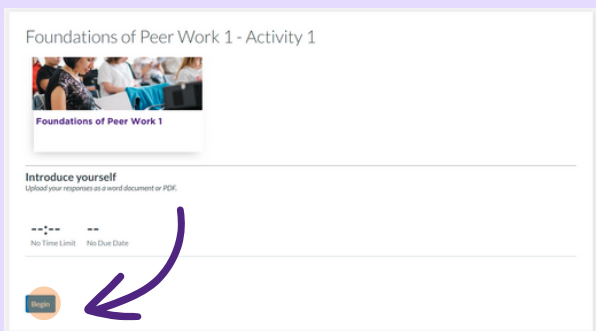 Foundations of Peer Work 1 - Activity 1
Foundations of Peer Work 1
Introduce yourself
Upload your responses as a word document or PDF.
--:-- --
No Time Limit No Due Date
Begin